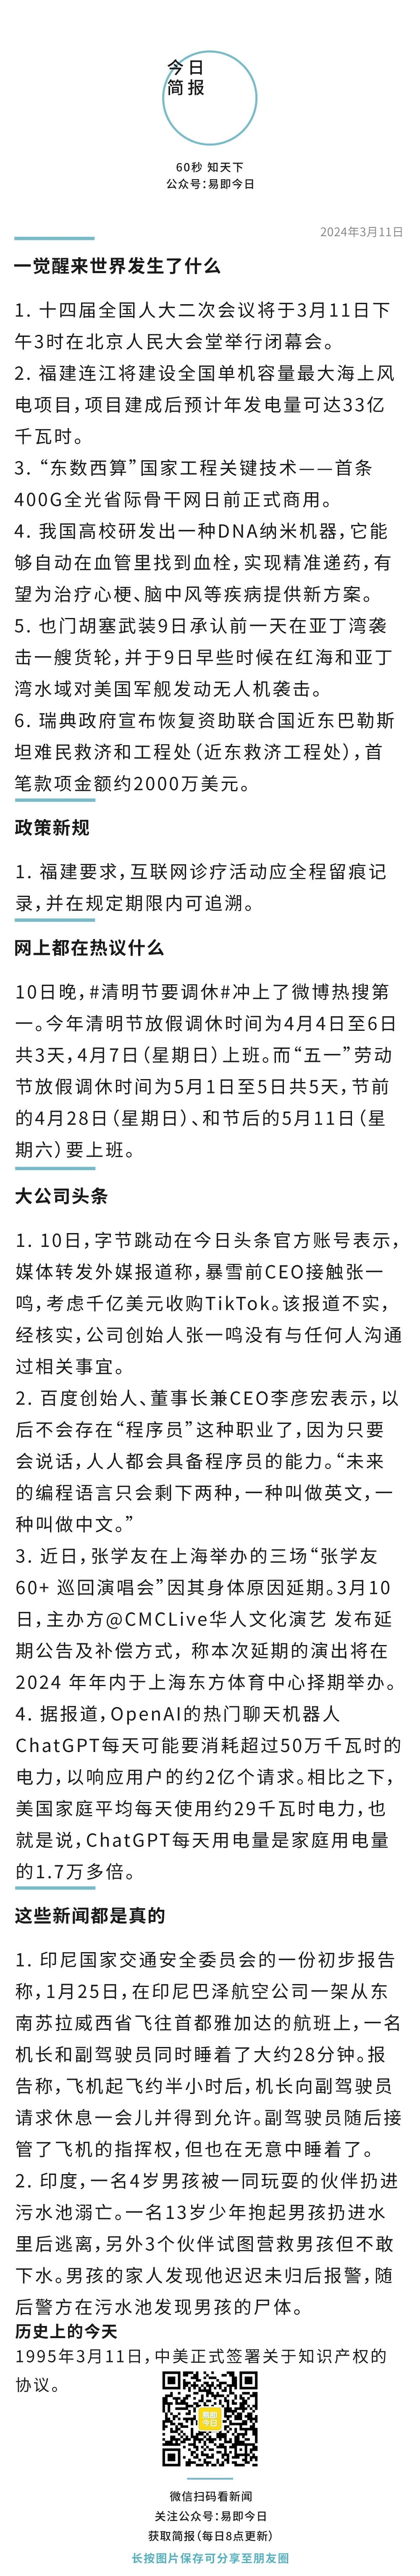 今日
简报
60秒 知天下
公众号：易即今日
2024年3月11日
一觉醒来世界发生了什么
1. 十四届全国人大二次会议将于3月11日下
午3时在北京人民大会堂举行闭幕会。
2. 福建连江将建设全国单机容量最大海上风
电项目，项目建成后预计年发电量可达33亿
千瓦时。
3. “东数西算”国家工程关键技术——首条
400G全光省际骨干网日前正式商用。
4. 我国高校研发出一种DNA纳米机器，它能
够自动在血管里找到血栓，实现精准递药，有
望为治疗心梗、脑中风等疾病提供新方案。
5. 也门胡塞武装9日承认前一天在亚丁湾袭
击一艘货轮，并于9日早些时候在红海和亚丁
湾水域对美国军舰发动无人机袭击。
6. 瑞典政府宣布恢复资助联合国近东巴勒斯
坦难民救济和工程处（近东救济工程处），首
笔款项金额约2000万美元。
政策新规
1. 福建要求，互联网诊疗活动应全程留痕记
录，并在规定期限内可追溯。
网上都在热议什么
10日晚，#清明节要调休#冲上了微博热搜第
一。今年清明节放假调休时间为4月4日至6日
共3天，4月7日（星期日）上班。而“五一”劳动
节放假调休时间为5月1日至5日共5天，节前
的4月28日（星期日）、和节后的5月11日（星
期六）要上班。
大公司头条
1. 10日，字节跳动在今日头条官方账号表示，
媒体转发外媒报道称，暴雪前CEO接触张一
鸣，考虑千亿美元收购TikTok。该报道不实，
经核实，公司创始人张一鸣没有与任何人沟通
过相关事宜。
2. 百度创始人、董事长兼CEO李彦宏表示，以
后不会存在“程序员”这种职业了，因为只要
会说话，人人都会具备程序员的能力。“未来
的编程语言只会剩下两种，一种叫做英文，一
种叫做中文。”
3. 近日，张学友在上海举办的三场“张学友
60+ 巡回演唱会”因其身体原因延期。3月10
日，主办方@CMCLive华人文化演艺 发布延
期公告及补偿方式，称本次延期的演出将在
2024 年年内于上海东方体育中心择期举办。
4. 据报道，OpenAI的热门聊天机器人
ChatGPT每天可能要消耗超过50万千瓦时的
电力，以响应用户的约2亿个请求。相比之下，
美国家庭平均每天使用约29千瓦时电力，也
就是说，ChatGPT每天用电量是家庭用电量
的1.7万多倍。
这些新闻都是真的
1. 印尼国家交通安全委员会的一份初步报告
称，1月25日，在印尼巴泽航空公司一架从东
南苏拉威西省飞往首都雅加达的航班上，一名
机长和副驾驶员同时睡着了大约28分钟。报
告称，飞机起飞约半小时后，机长向副驾驶员
请求休息一会儿并得到允许。副驾驶员随后接
管了飞机的指挥权，但也在无意中睡着了。
2. 印度，一名4岁男孩被一同玩耍的伙伴扔进
污水池溺亡。一名13岁少年抱起男孩扔进水
里后逃离，另外3个伙伴试图营救男孩但不敢
下水。男孩的家人发现他迟迟未归后报警，随
后警方在污水池发现男孩的尸体。
历史上的今天
1995年3月11日，中美正式签署关于知识产权的
协议。
易即
今日
微信扫码看新闻
关注公众号：易即今日
获取简报（每日8点更新）
长按图片保存可分享至朋友圈